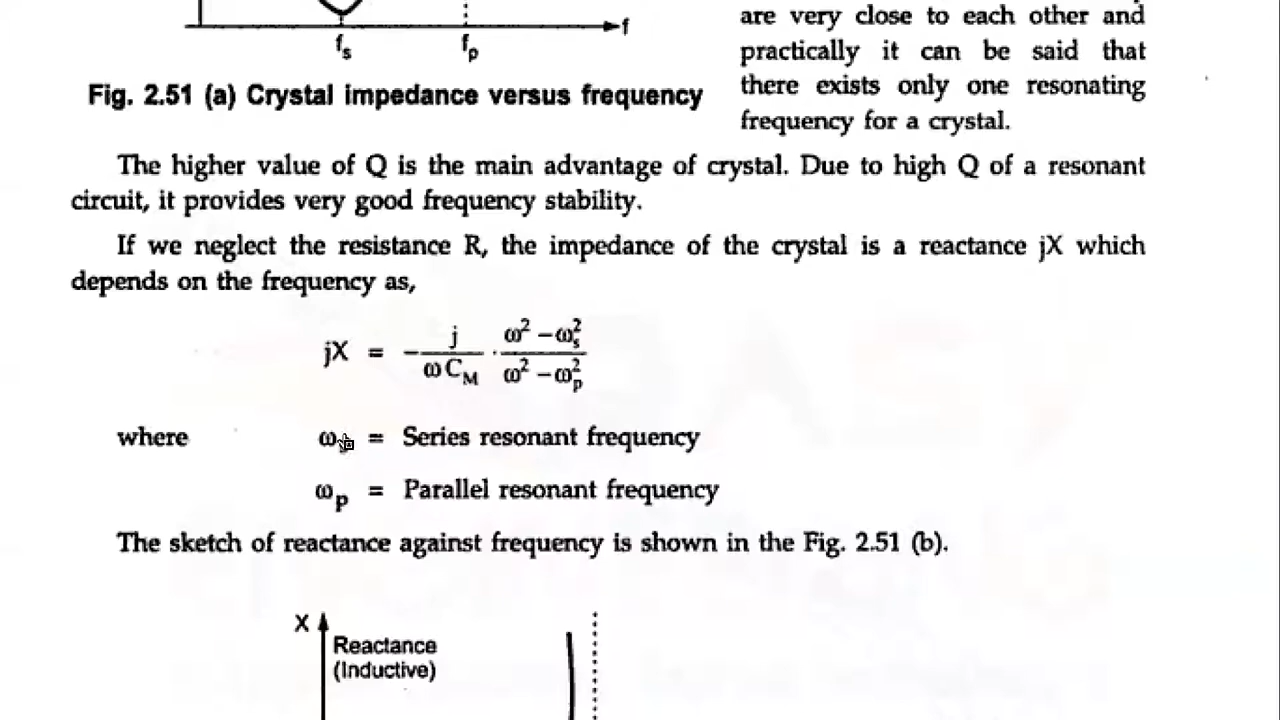 are very close to each other and
practically it can be said that
there exists only one resonating
frequency for a crystal.
f
fs fp
Fig. 2.51 (a) Crystal impedance versus frequency
The higher value of Q is the main advantage of crystal. Due to high Q of a resonant
circuit, it provides very good frequency stability.
If we neglect the resistance R, the impedance of the crystal is a reactance jX which
depends on the frequency as,
jX = - j / ω C_M · (ω² - ω_s²) / (ω² - ω_p²)
where ω = Series resonant frequency
ω_p = Parallel resonant frequency
The sketch of reactance against frequency is shown in the Fig. 2.51 (b).
X
Reactance
(Inductive)